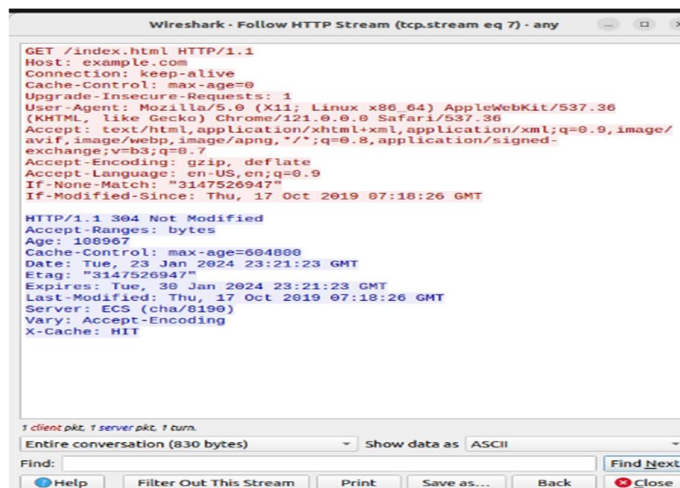 Wireshark - Follow HTTP Stream (tcp.stream eq 7) - any
GET /index.html HTTP/1.1
Host: example.com
Connection: keep-alive
Cache-Control: max-age=0
Upgrade-Insecure-Requests: 1
User-Agent: Mozilla/5.0 (X11; Linux x86_64) AppleWebKit/537.36
(KHTML, like Gecko) Chrome/121.0.0.0 Safari/537.36
Accept: text/html,application/xhtml+xml,application/xml;q=0.9,image/
avif,image/webp,image/apng,*/*;q=0.8,application/signed-
exchange;v=b3;q=0.7
Accept-Encoding: gzip, deflate
Accept-Language: en-US,en;q=0.9
If-None-Match: "3147526947"
If-Modified-Since: Thu, 17 Oct 2019 07:18:26 GMT
HTTP/1.1 304 Not Modified
Accept-Ranges: bytes
Age: 108967
Cache-Control: max-age=604800
Date: Tue, 23 Jan 2024 23:21:23 GMT
Etag: "3147526947"
Expires: Tue, 30 Jan 2024 23:21:23 GMT
Last-Modified: Thu, 17 Oct 2019 07:18:26 GMT
Server: ECS (cha/8190)
Vary: Accept-Encoding
X-Cache: HIT
1 client pkt, 1 server pkt, 1 turn.
Entire conversation (830 bytes) Show data as ASCII
Find: Find Next
Help Filter Out This Stream Print Save as... Back Close